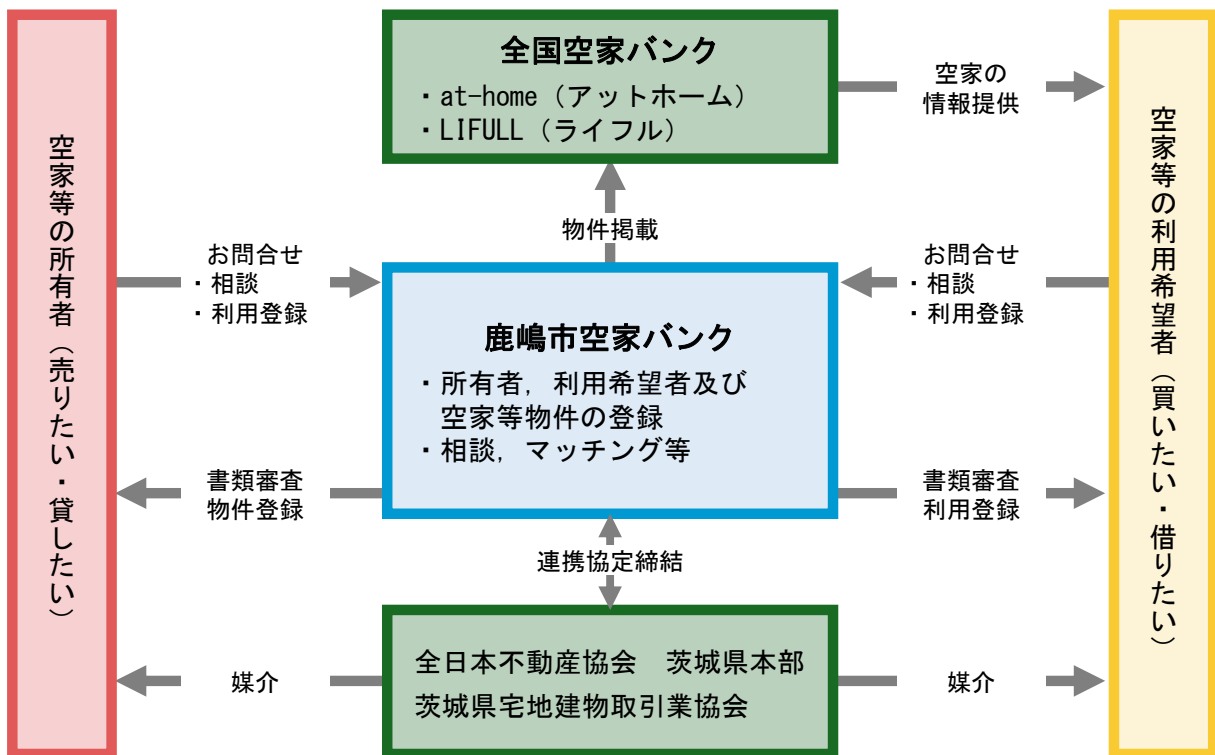 全国空家バンク
・at-home（アットホーム）
・LIFULL（ライフル）
空家の
情報提供
物件掲載
空家等の所有者（売りたい・貸したい）
お問合せ
・相談
・利用登録
鹿嶋市空家バンク
・所有者，利用希望者及び
空家等物件の登録
・相談，マッチング等
お問合せ
・相談
・利用登録
空家等の利用希望者（買いたい・借りたい）
書類審査
物件登録
書類審査
利用登録
連携協定締結
媒介
全日本不動産協会　茨城県本部
茨城県宅地建物取引業協会
媒介